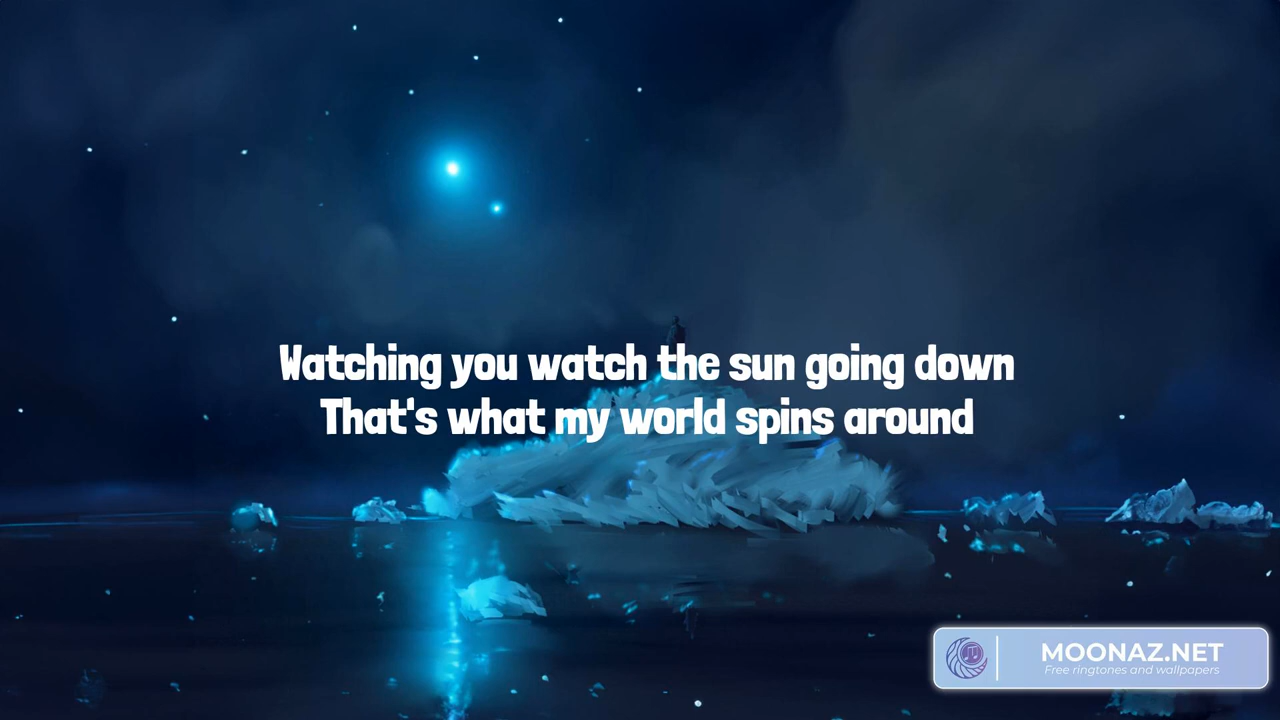 Watching you watch the sun going down
That's what my world spins around
MOONAZ.NET
Free ringtones and wallpapers